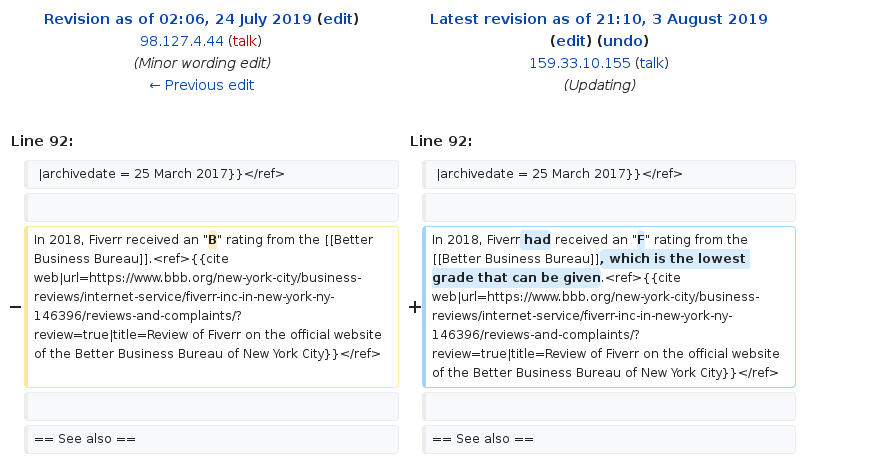 Revision as of 02:06, 24 July 2019 (edit)
98.127.4.44 (talk)
(Minor wording edit)
← Previous edit
Latest revision as of 21:10, 3 August 2019
(edit) (undo)
159.33.10.155 (talk)
(Updating)
Line 92:
|archivedate = 25 March 2017}}</ref>
In 2018, Fiverr received an "B" rating from the [[Better
Business Bureau]].<ref>{{cite
web|url=https://www.bbb.org/new-york-city/business-
reviews/internet-service/fiverr-inc-in-new-york-ny-
146396/reviews-and-complaints/?
review=true|title=Review of Fiverr on the official website
of the Better Business Bureau of New York City}}</ref>
== See also ==
Line 92:
|archivedate = 25 March 2017}}</ref>
In 2018, Fiverr had received an "F" rating from the
[[Better Business Bureau]], which is the lowest
grade that can be given.<ref>{{cite
web|url=https://www.bbb.org/new-york-city/business-
reviews/internet-service/fiverr-inc-in-new-york-ny-
146396/reviews-and-complaints/?
review=true|title=Review of Fiverr on the official website
of the Better Business Bureau of New York City}}</ref>
== See also ==